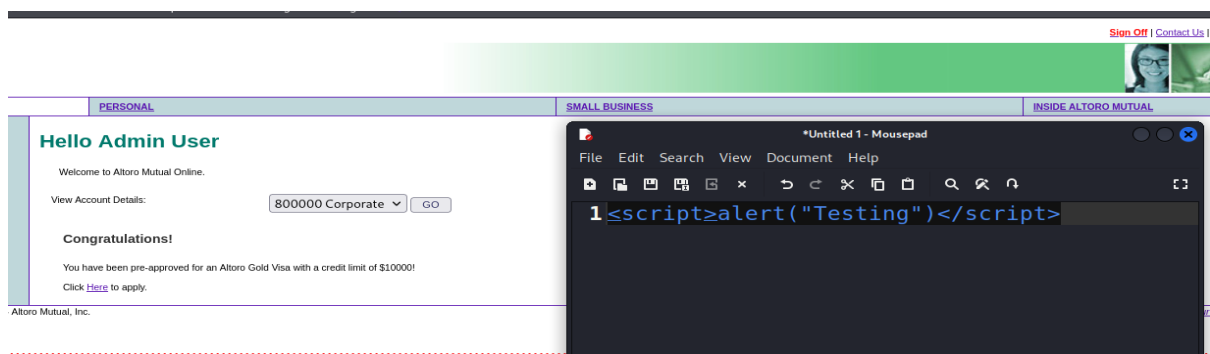 Sign Off | Contact Us |
PERSONAL
SMALL BUSINESS
INSIDE ALTORO MUTUAL
Hello Admin User
Welcome to Altoro Mutual Online.
View Account Details:
800000 Corporate
GO
Congratulations!
You have been pre-approved for an Altoro Gold Visa with a credit limit of $10000!
Click Here to apply.
Altoro Mutual, Inc.
*Untitled 1 - Mousepad
File Edit Search View Document Help
1 <script>alert("Testing")</script>